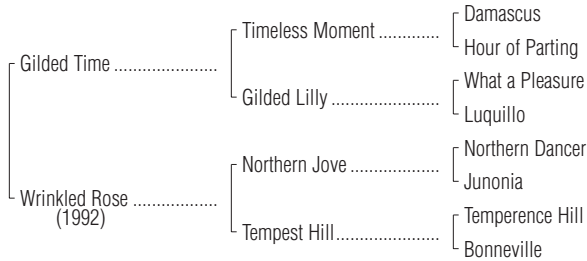 Damascus
Timeless Moment .............
Hour of Parting
Gilded Time ......................
What a Pleasure
Gilded Lilly ........................
Luquillo
Northern Dancer
Northern Jove ....................
Junonia
Wrinkled Rose ..................
(1992)
Temperence Hill
Tempest Hill.......................
Bonneville